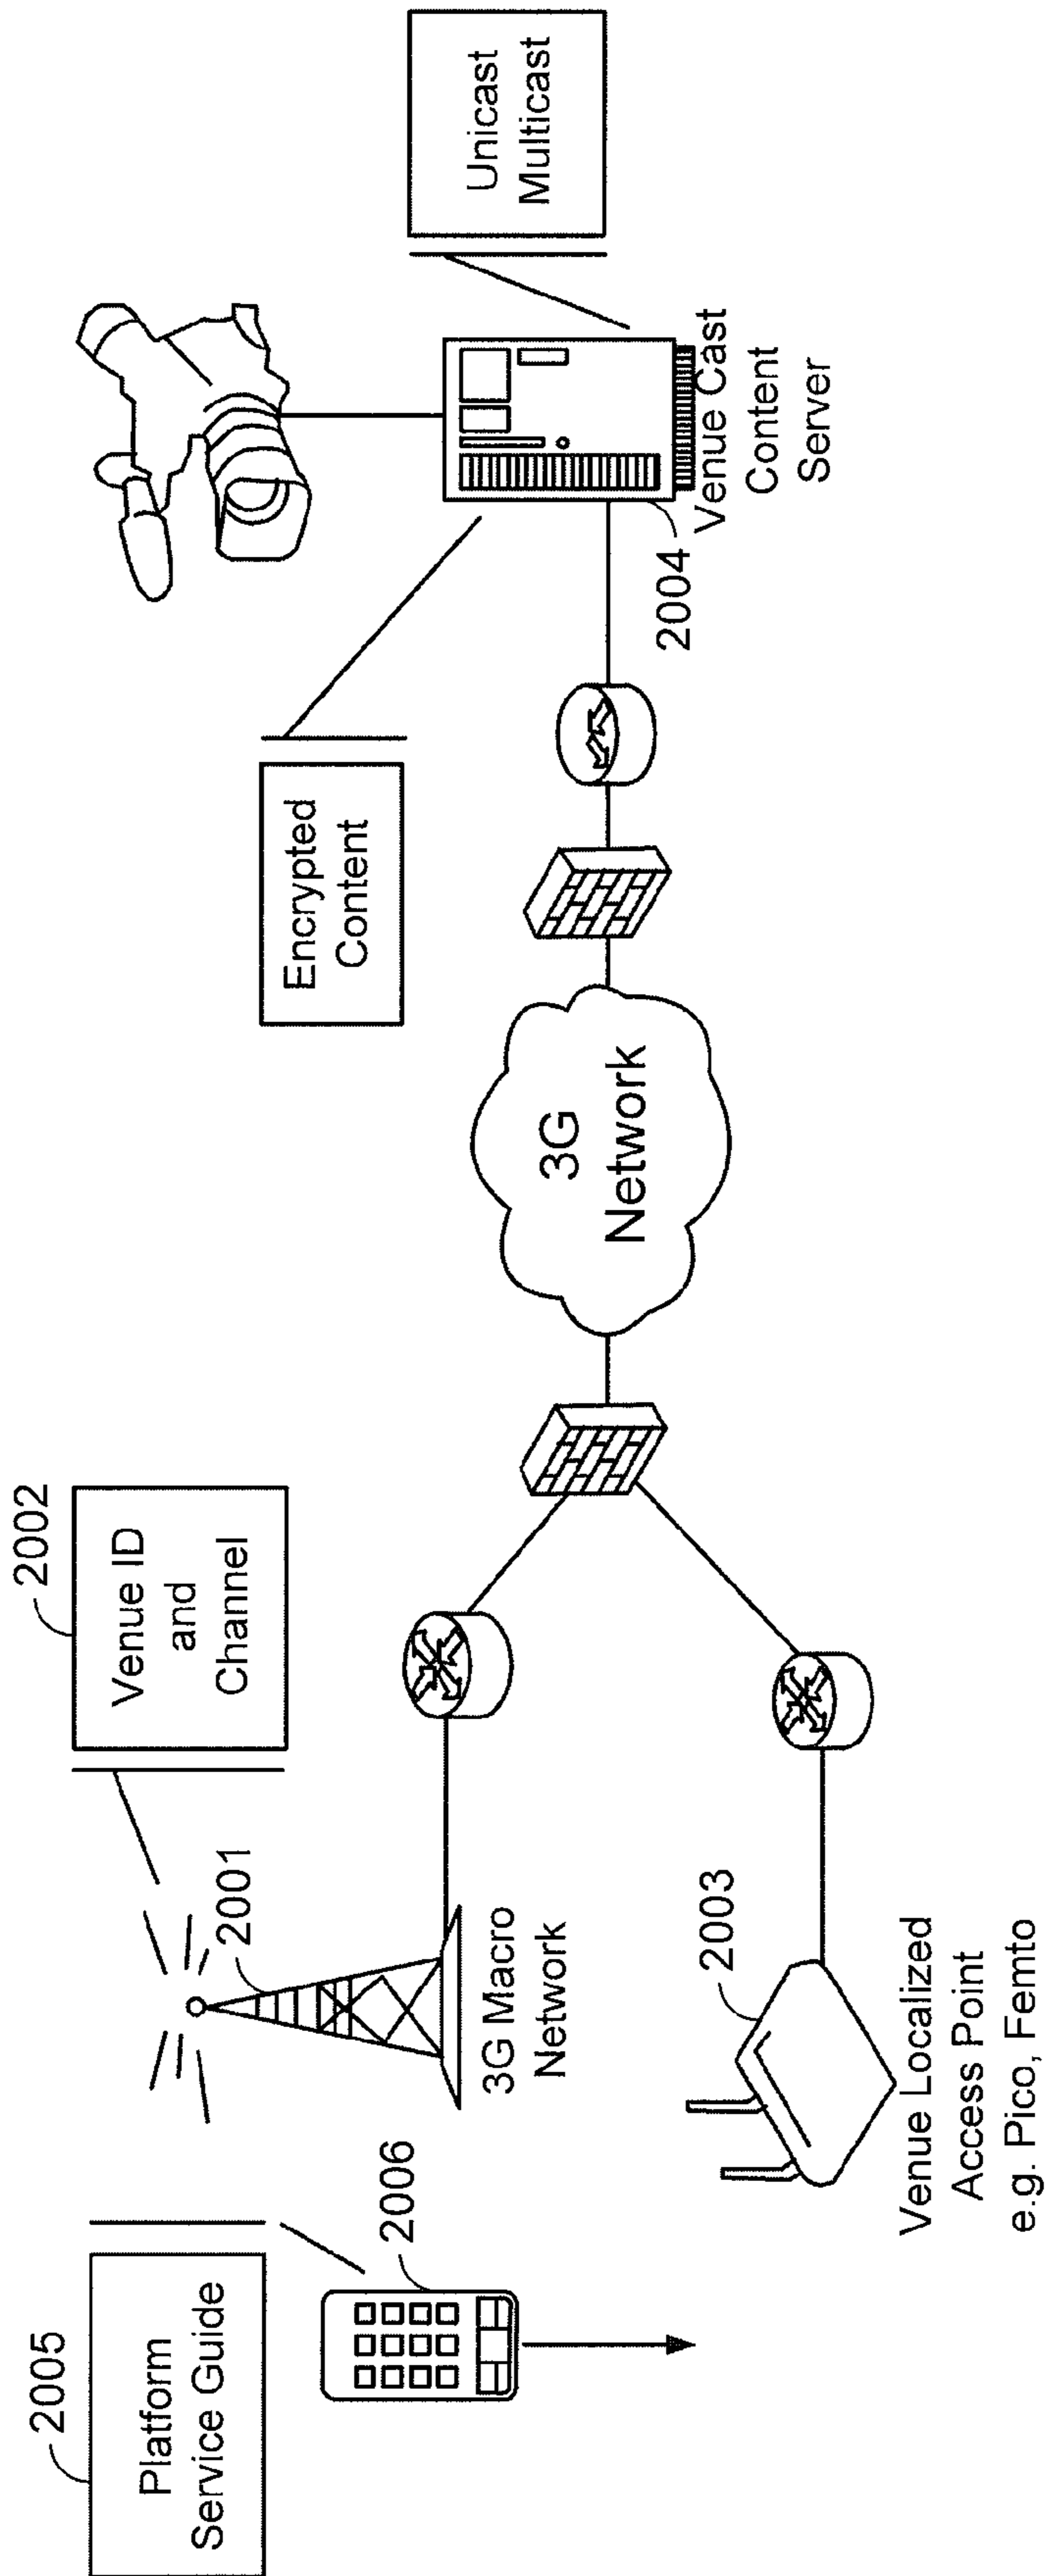 2005
Platform
Service Guide
2006
2001
3G Macro
Network
2002
Venue ID
and
Channel
2003
Venue Localized
Access Point
e.g. Pico, Femto
3G
Network
Encrypted
Content
2004
Venue Cast
Content
Server
Unicast
Multicast